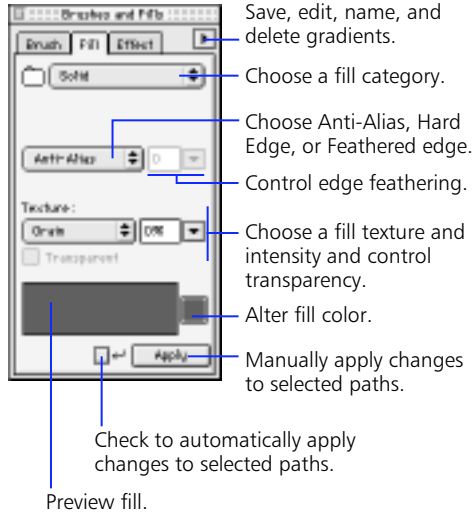 Brushes and Fills
Brush Fill Effect
Save, edit, name, and
delete gradients.
Solid
Choose a fill category.
Choose Anti-Alias, Hard
Edge, or Feathered edge.
Anti-Alias 0
Control edge feathering.
Texture:
Grain 0%
Choose a fill texture and
intensity and control
transparency.
Transparent
Alter fill color.
Apply
Manually apply changes
to selected paths.
Check to automatically apply
changes to selected paths.
Preview fill.